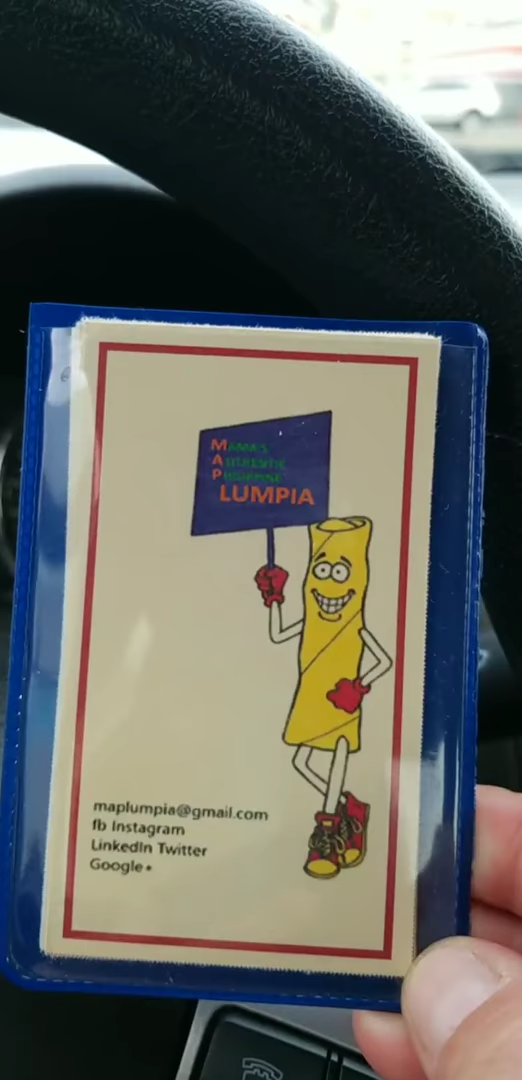 MAMA'S
AUTHENTIC
PHILIPPINE
LUMPIA
maplumpia@gmail.com
fb Instagram
LinkedIn Twitter
Google+